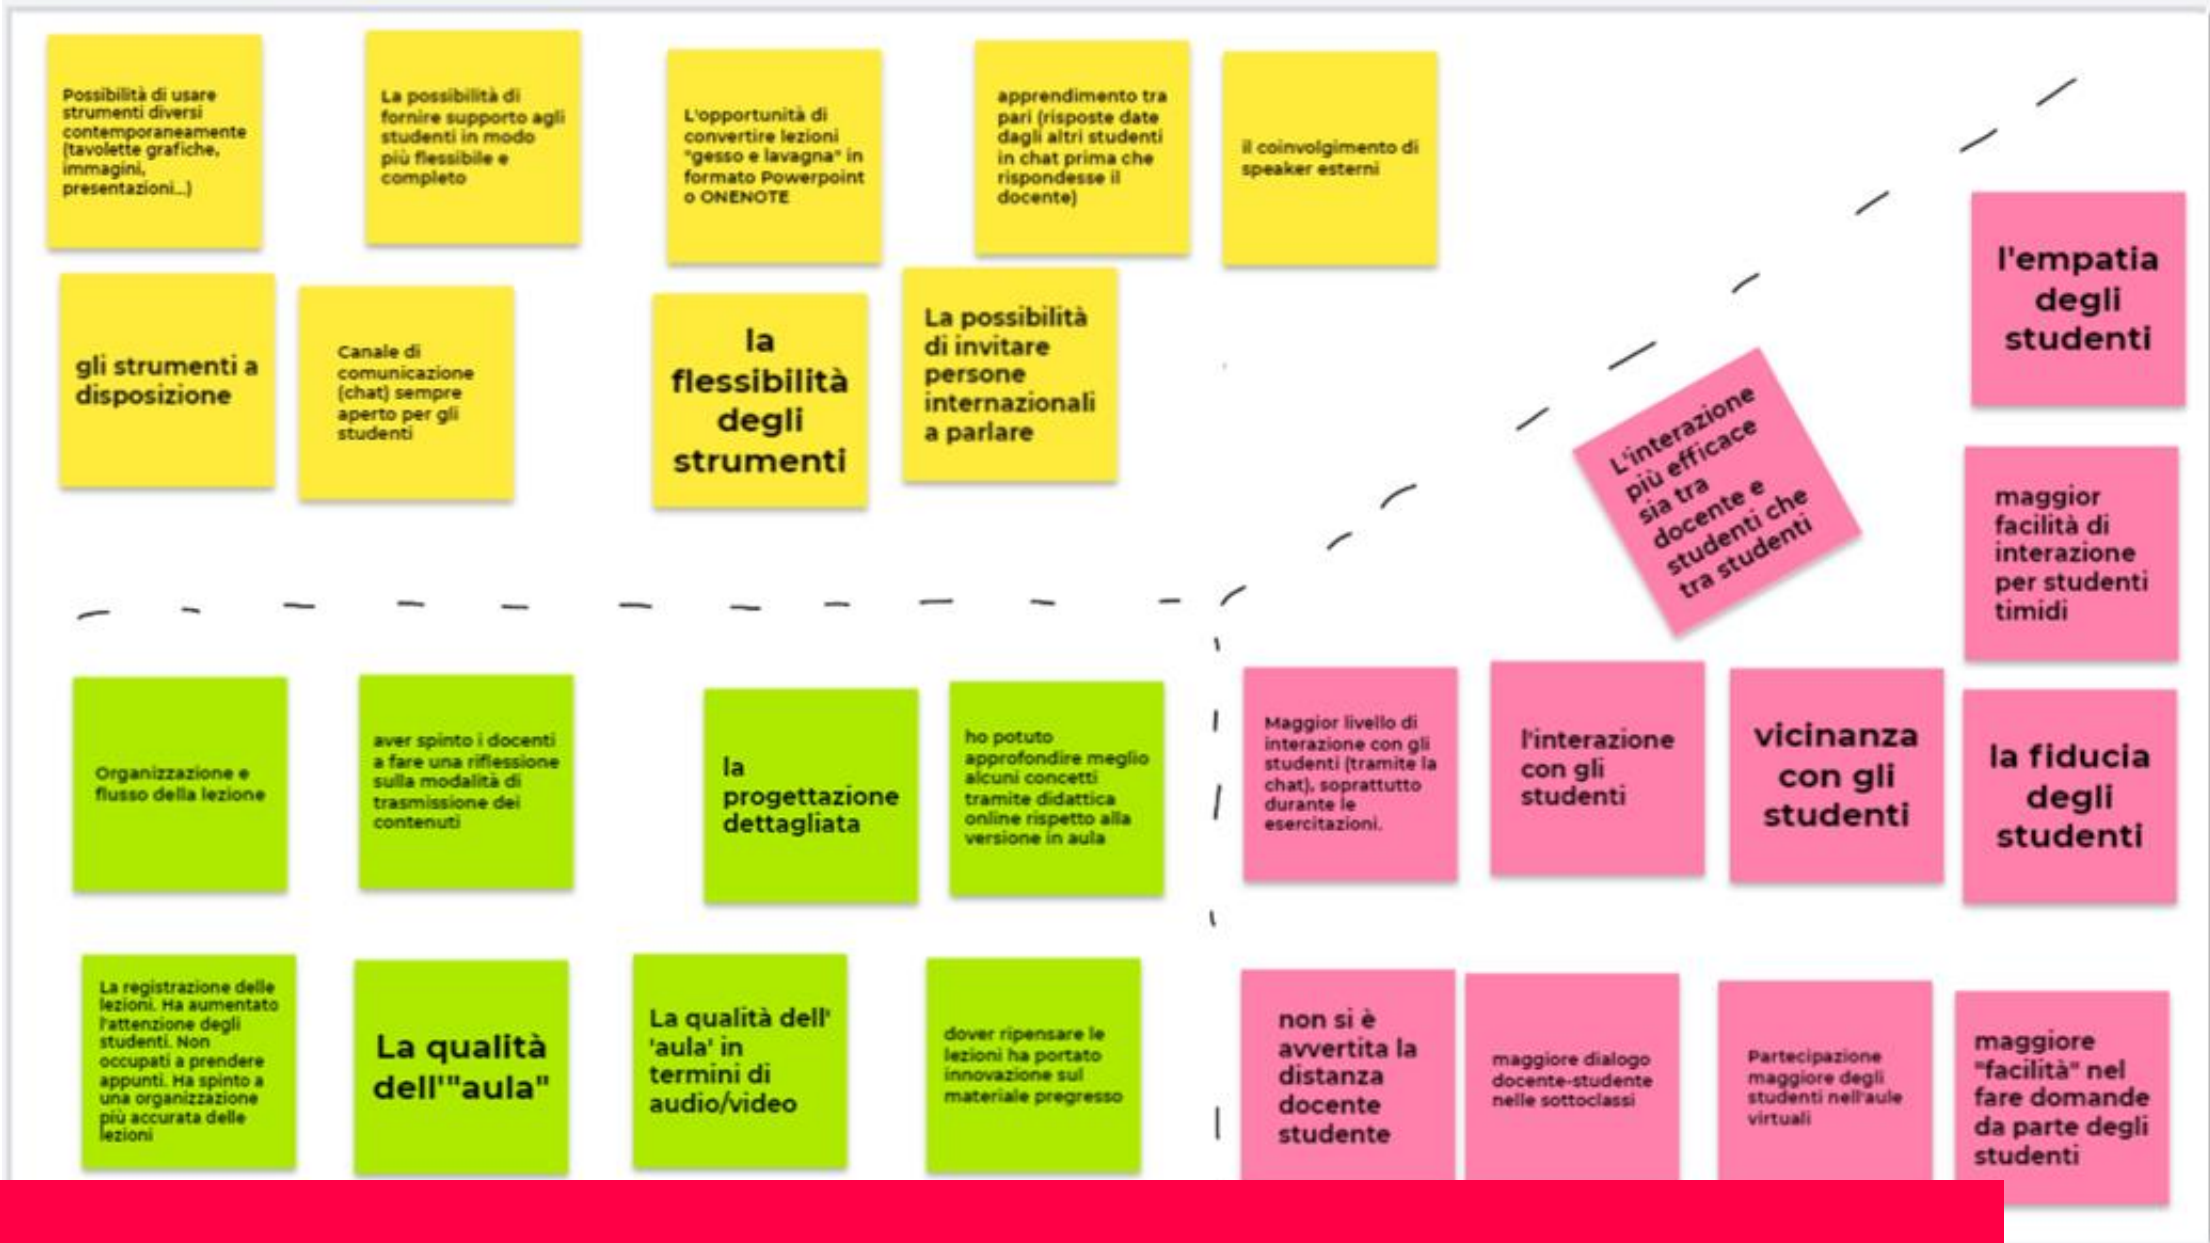 Possibilità di usare
strumenti diversi
contemporaneamente
(tavolette grafiche,
immagini,
presentazioni...)
La possibilità di
fornire supporto agli
studenti in modo
più flessibile e
completo
L'opportunità di
convertire lezioni
"gesso e lavagna" in
formato Powerpoint
o ONENOTE
apprendimento tra
pari (risposte date
dagli altri studenti
in chat prima che
rispondesse il
docente)
il coinvolgimento di
speaker esterni
gli strumenti a
disposizione
Canale di
comunicazione
(chat) sempre
aperto per gli
studenti
la
flessibilità
degli
strumenti
La possibilità
di invitare
persone
internazionali
a parlare
l'empatia
degli
studenti
L'interazione
più efficace
sia tra
docente e
studenti che
tra studenti
maggior
facilità di
interazione
per studenti
timidi
Organizzazione e
flusso della lezione
aver spinto i docenti
a fare una riflessione
sulla modalità di
trasmissione dei
contenuti
la
progettazione
dettagliata
ho potuto
approfondire meglio
alcuni concetti
tramite didattica
online rispetto alla
versione in aula
Maggior livello di
interazione con gli
studenti (tramite la
chat), soprattutto
durante le
esercitazioni.
l'interazione
con gli
studenti
vicinanza
con gli
studenti
la fiducia
degli
studenti
La registrazione delle
lezioni. Ha aumentato
l'attenzione degli
studenti. Non
occupati a prendere
appunti. Ha spinto a
una organizzazione
più accurata delle
lezioni
La qualità
dell'"aula"
La qualità dell'
'aula' in
termini di
audio/video
dover ripensare le
lezioni ha portato
innovazione sul
materiale pregresso
non si è
avvertita la
distanza
docente
studente
maggiore dialogo
docente-studente
nelle sottoclassi
Partecipazione
maggiore degli
studenti nell'aule
virtuali
maggiore
"facilità" nel
fare domande
da parte degli
studenti